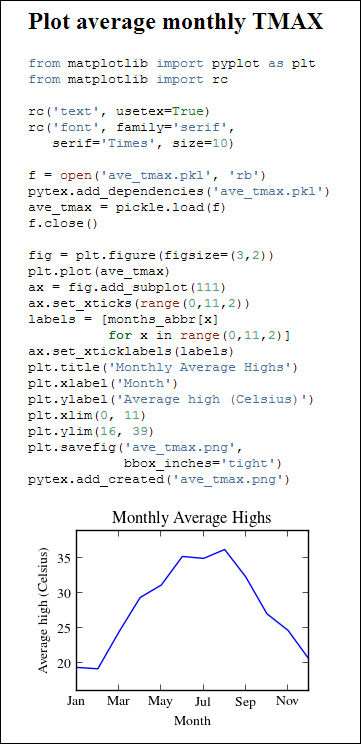 Plot average monthly TMAX
from matplotlib import pyplot as plt
from matplotlib import rc
rc('text', usetex=True)
rc('font', family='serif',
   serif='Times', size=10)
f = open('ave_tmax.pkl', 'rb')
pytex.add_dependencies('ave_tmax.pkl')
ave_tmax = pickle.load(f)
f.close()
fig = plt.figure(figsize=(3,2))
plt.plot(ave_tmax)
ax = fig.add_subplot(111)
ax.set_xticks(range(0,11,2))
labels = [months_abbr[x]
          for x in range(0,11,2)]
ax.set_xticklabels(labels)
plt.title('Monthly Average Highs')
plt.xlabel('Month')
plt.ylabel('Average high (Celsius)')
plt.xlim(0, 11)
plt.ylim(16, 39)
plt.savefig('ave_tmax.png',
            bbox_inches='tight')
pytex.add_created('ave_tmax.png')
Monthly Average Highs
Average high (Celsius)
35
30
25
20
Jan Mar May Jul Sep Nov
Month